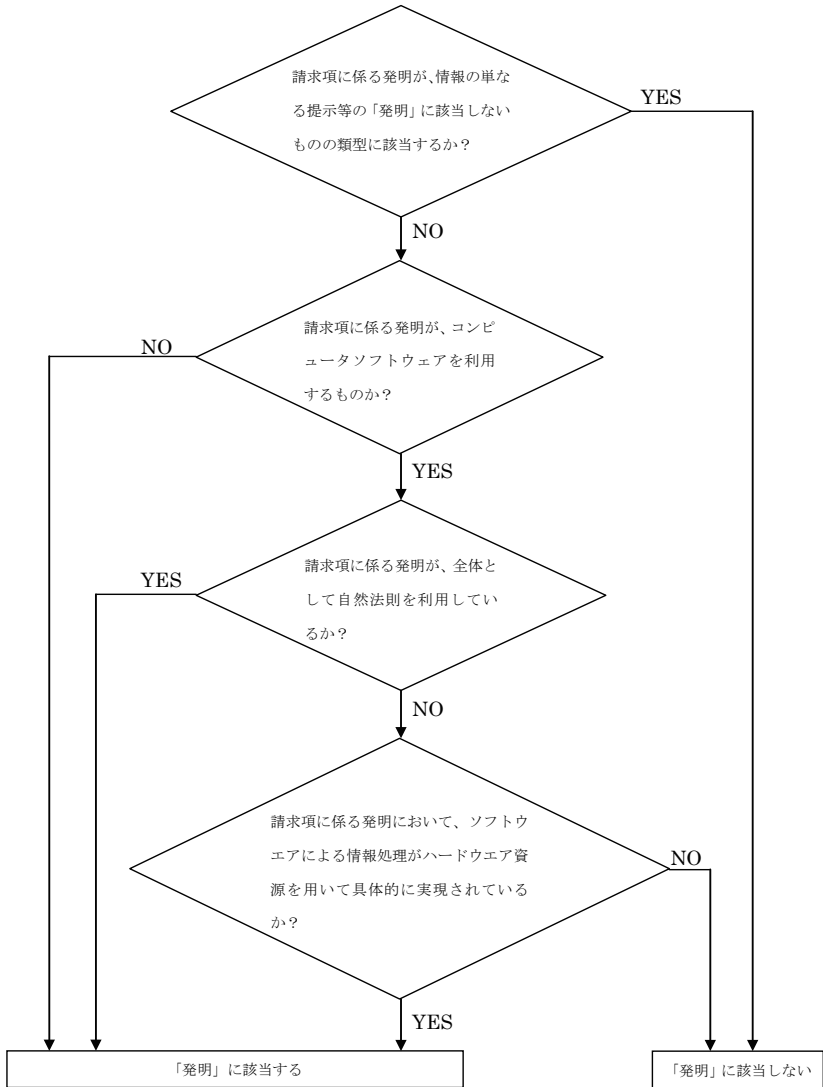 請求項に係る発明が、情報の単な
る提示等の「発明」に該当しない
ものの類型に該当するか？
YES
NO
請求項に係る発明が、コンピ
ュータソフトウェアを利用
するものか？
NO
YES
請求項に係る発明が、全体と
して自然法則を利用してい
るか？
YES
NO
請求項に係る発明において、ソフトウ
エアによる情報処理がハードウエア資
源を用いて具体的に実現されている
か？
NO
YES
「発明」に該当する
「発明」に該当しない